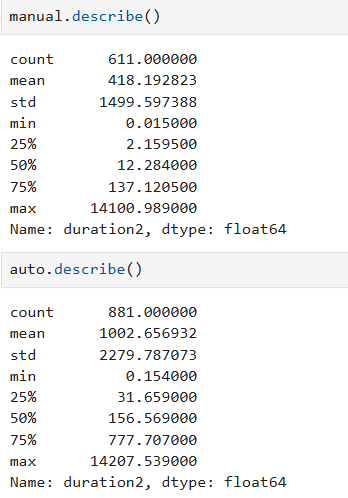 manual.describe()
count 611.000000
mean 418.192823
std 1499.597388
min 0.015000
25% 2.159500
50% 12.284000
75% 137.120500
max 14100.989000
Name: duration2, dtype: float64
auto.describe()
count 881.000000
mean 1002.656932
std 2279.787073
min 0.154000
25% 31.659000
50% 156.569000
75% 777.707000
max 14207.539000
Name: duration2, dtype: float64